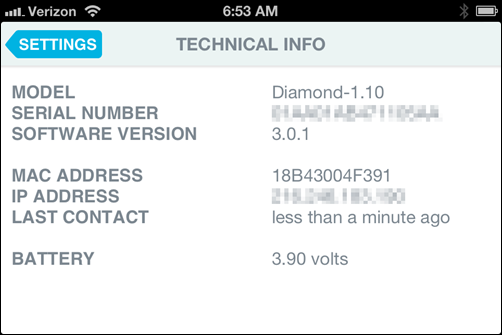 Verizon 6:53 AM
SETTINGS TECHNICAL INFO
MODEL Diamond-1.10
SERIAL NUMBER
SOFTWARE VERSION 3.0.1
MAC ADDRESS 18B43004F391
IP ADDRESS
LAST CONTACT less than a minute ago
BATTERY 3.90 volts